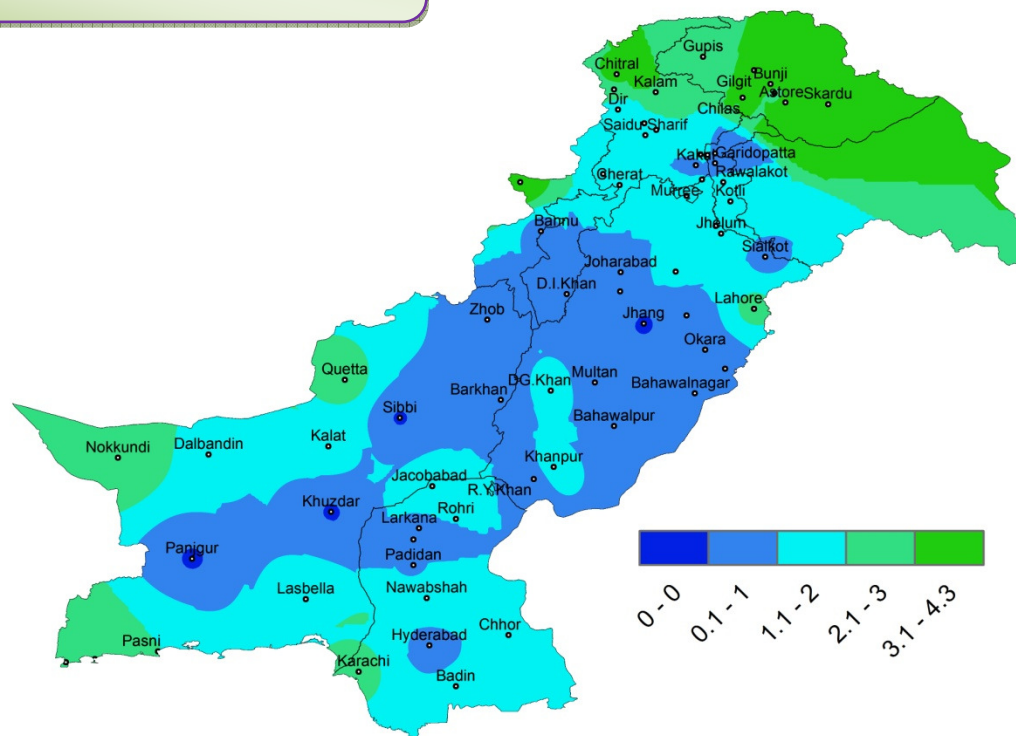 Gupis
Chitral
Kalam
Gilgit
Bunji
Astore
Skardu
Dir
Chilas
Saidu Sharif
Garidopatta
Rawalakot
Cherat
Murree
Kotli
Bannu
Jhelum
Sialkot
Joharabad
D.I.Khan
Lahore
Zhob
Jhang
Okara
Quetta
DG.Khan
Multan
Barkhan
Bahawalnagar
Sibbi
Bahawalpur
Nokkundi
Dalbandin
Kalat
Khanpur
Jacobabad
R.Y.Khan
Khuzdar
Rohri
Larkana
Panjgur
Padidan
Lasbella
Nawabshah
Pasni
Hyderabad
Chhor
Karachi
Badin
0 - 0
0.1 - 1
1.1 - 2
2.1 - 3
3.1 - 4.3